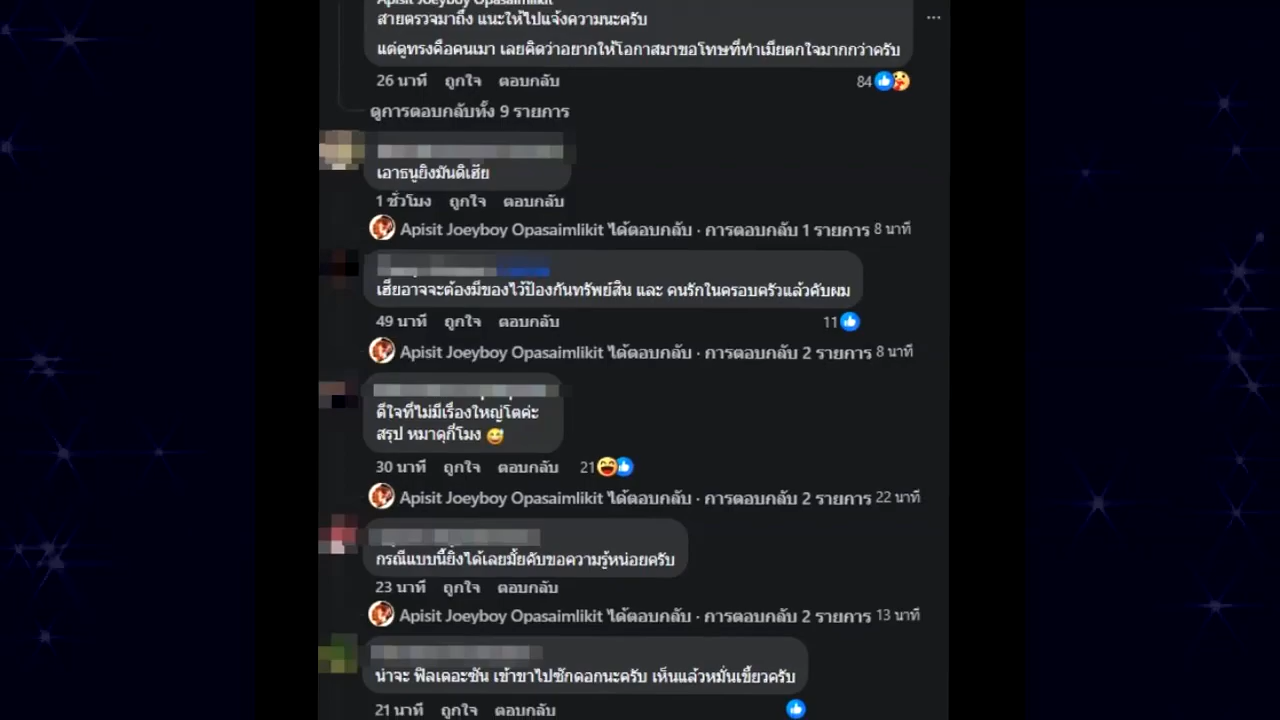 Apisit Joeyboy Opasaimlikit
สายตรวจมาถึง แนะให้ไปแจ้งความนะครับ
แต่ดูทรงคือคนเมา เลยคิดว่าอยากให้โอกาสมาขอโทษที่ทำเมียตกใจมากกว่าครับ
26 นาที ถูกใจ ตอบกลับ 84
ดูการตอบกลับทั้ง 9 รายการ
เอาธนูยิงมันดิเฮีย
1 ชั่วโมง ถูกใจ ตอบกลับ
Apisit Joeyboy Opasaimlikit ได้ตอบกลับ · การตอบกลับ 1 รายการ 8 นาที
เฮียอาจจะต้องมีของไว้ป้องกันทรัพย์สิน และ คนรักในครอบครัวแล้วคับผม
49 นาที ถูกใจ ตอบกลับ 11
Apisit Joeyboy Opasaimlikit ได้ตอบกลับ · การตอบกลับ 2 รายการ 8 นาที
ดีใจที่ไม่มีเรื่องใหญ่โตค่ะ
สรุป หมาดุกี่โมง 😅
30 นาที ถูกใจ ตอบกลับ 21
Apisit Joeyboy Opasaimlikit ได้ตอบกลับ · การตอบกลับ 2 รายการ 22 นาที
กรณีแบบนี้ยิงได้เลยมั้ยคับขอความรู้หน่อยครับ
23 นาที ถูกใจ ตอบกลับ
Apisit Joeyboy Opasaimlikit ได้ตอบกลับ · การตอบกลับ 2 รายการ 13 นาที
น่าจะ ฟิลเดอะซัน เข้าขาไปซักดอกนะครับ เห็นแล้วหมั่นเขี้ยวครับ
21 นาที ถูกใจ ตอบกลับ